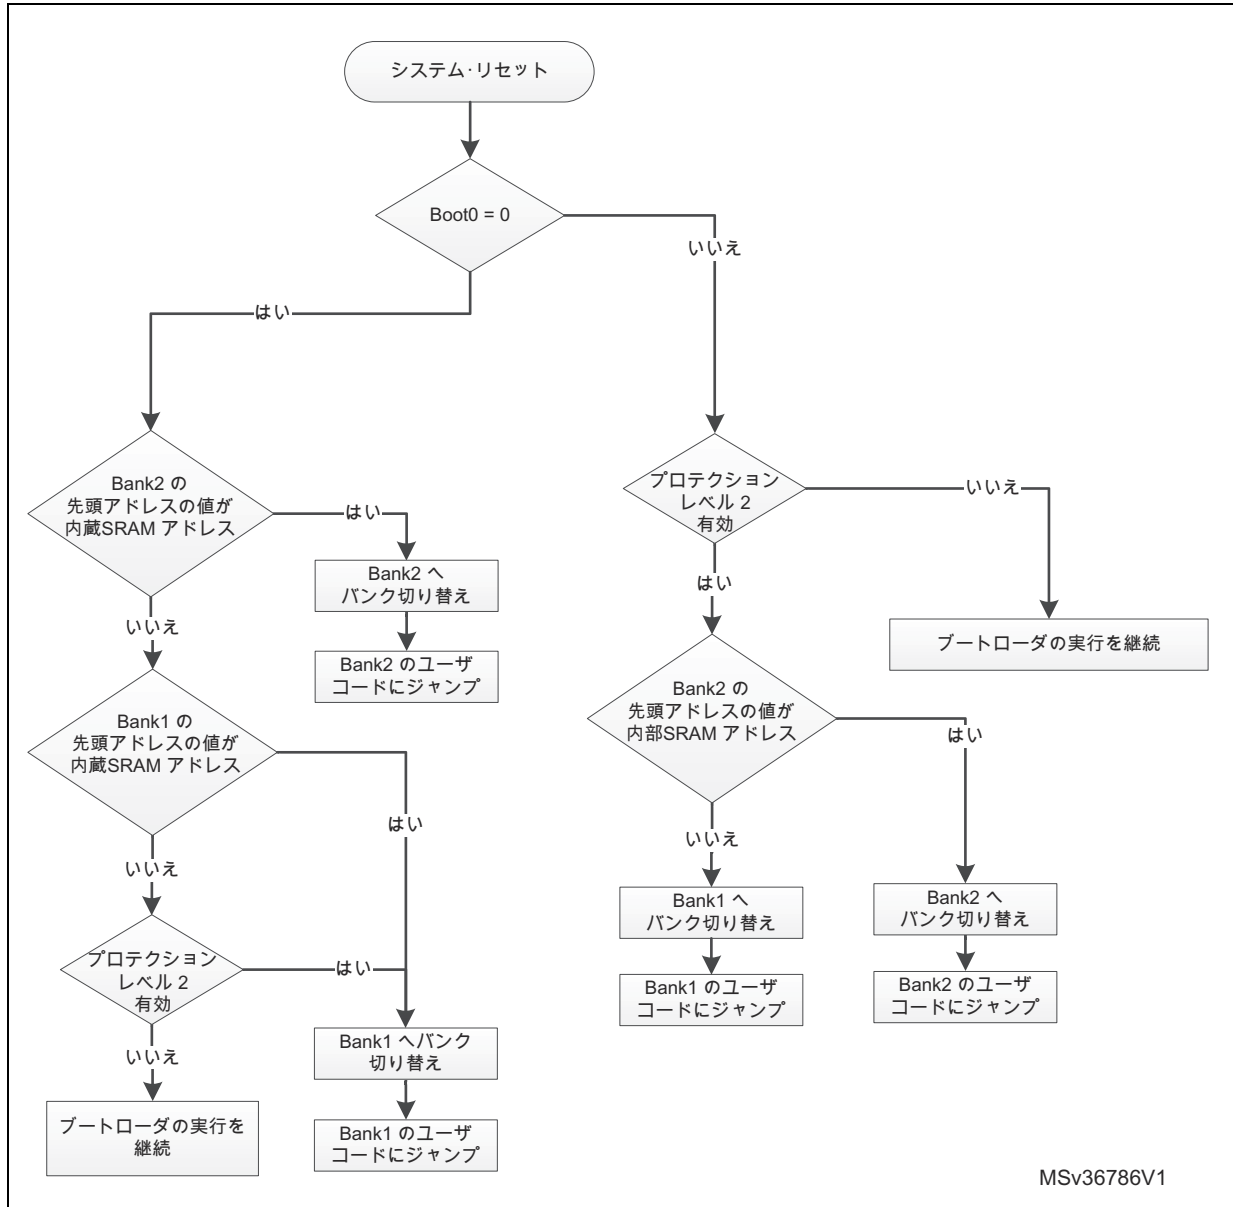 システム·リセット
Boot0 = 0
いいえ
はい
Bank2 の
先頭アドレスの値が
内蔵SRAM アドレス
はい
Bank2 へ
バンク切り替え
Bank2 のユーザ
コードにジャンプ
いいえ
Bank1 の
先頭アドレスの値が
内蔵SRAM アドレス
はい
いいえ
プロテクション
レベル 2
有効
はい
いいえ
Bank1 へバンク
切り替え
Bank1 のユーザ
コードにジャンプ
ブートローダの実行を
継続
プロテクション
レベル 2
有効
いいえ
はい
ブートローダの実行を継続
Bank2 の
先頭アドレスの値が
内部SRAM アドレス
はい
いいえ
Bank1 へ
バンク切り替え
Bank1 のユーザ
コードにジャンプ
Bank2 へ
バンク切り替え
Bank2 のユーザ
コードにジャンプ
MSv36786V1